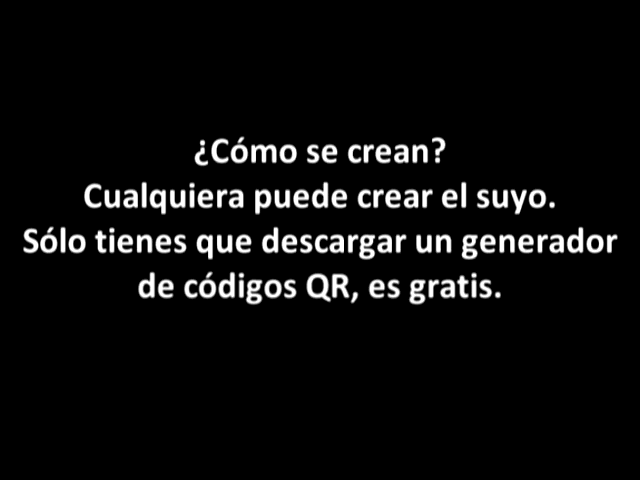 ¿Cómo se crean?
Cualquiera puede crear el suyo.
Sólo tienes que descargar un generador
de códigos QR, es gratis.